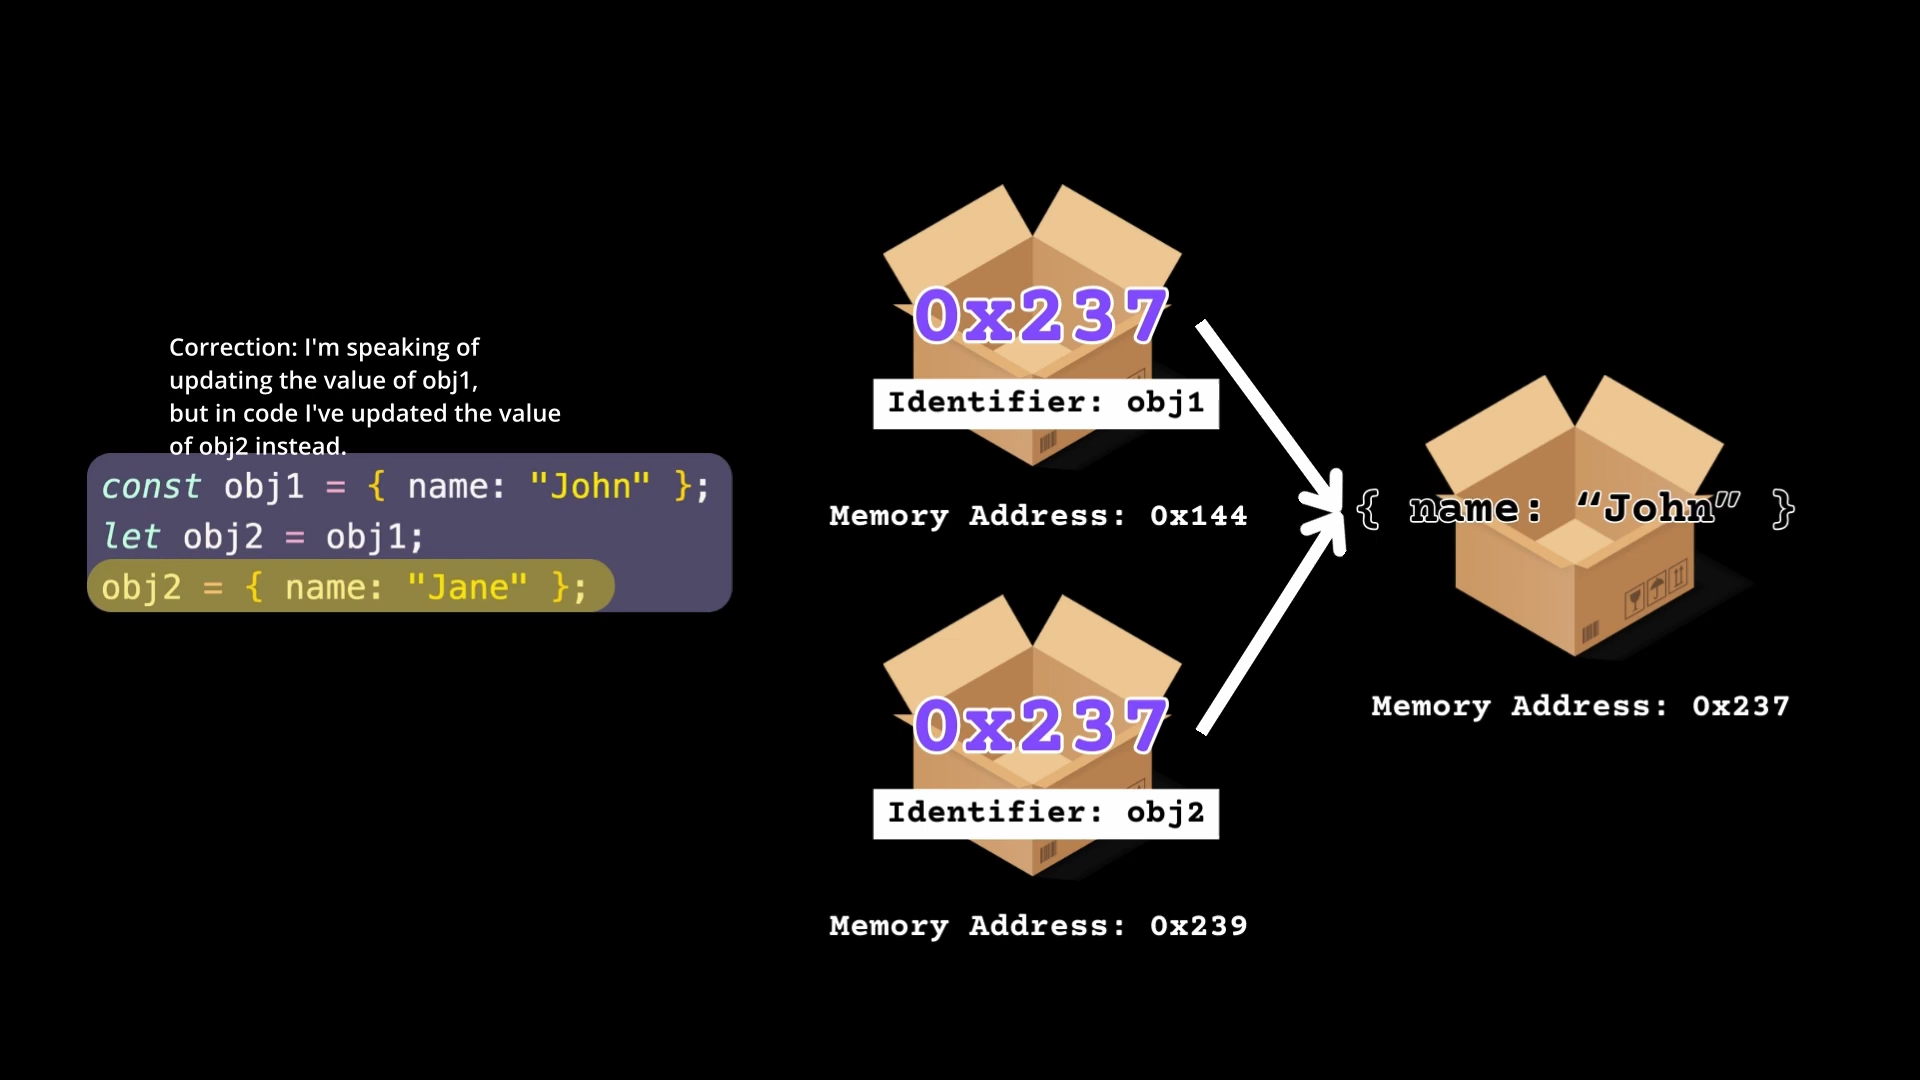 Correction: I'm speaking of
updating the value of obj1,
but in code I've updated the value
of obj2 instead.
const obj1 = { name: "John" };
let obj2 = obj1;
obj2 = { name: "Jane" };
0x237
Identifier: obj1
Memory Address: 0x144
0x237
Identifier: obj2
Memory Address: 0x239
{ name: “John” }
Memory Address: 0x237